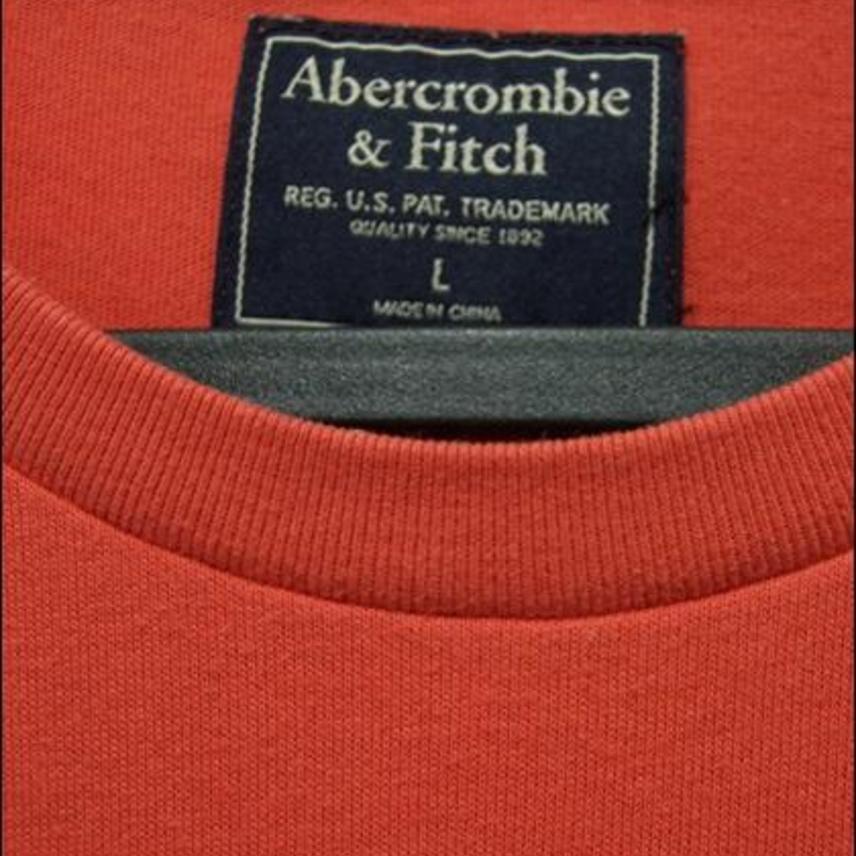 Abercrombie
& Fitch
REG. U.S. PAT. TRADEMARK
QUALITY SINCE 1892
L
MADE IN CHINA